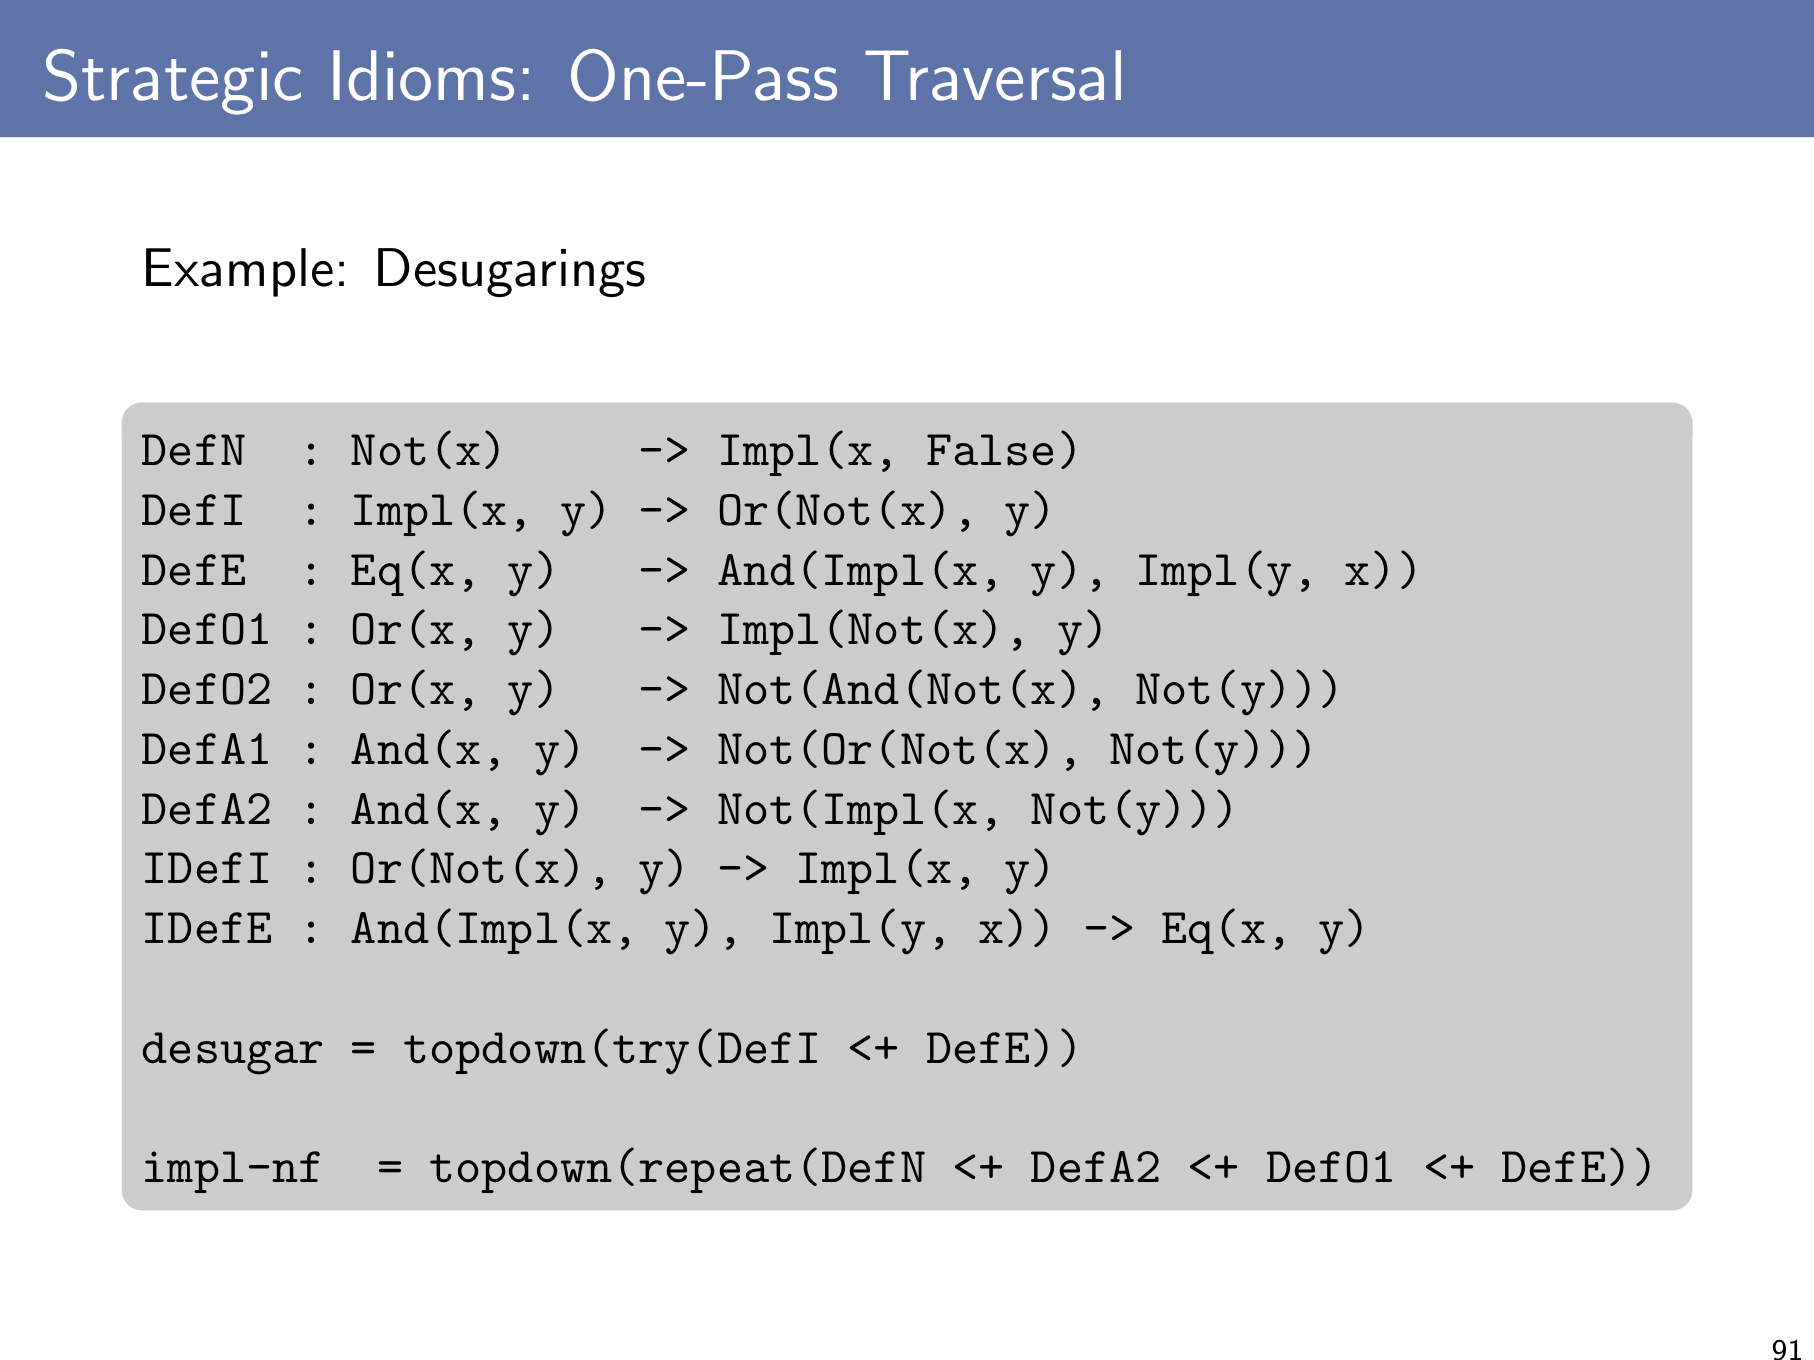 Strategic Idioms: One-Pass Traversal
Example: Desugarings
DefN  : Not(x)     -> Impl(x, False)
DefI  : Impl(x, y) -> Or(Not(x), y)
DefE  : Eq(x, y)   -> And(Impl(x, y), Impl(y, x))
DefO1 : Or(x, y)   -> Impl(Not(x), y)
DefO2 : Or(x, y)   -> Not(And(Not(x), Not(y)))
DefA1 : And(x, y)  -> Not(Or(Not(x), Not(y)))
DefA2 : And(x, y)  -> Not(Impl(x, Not(y)))
IDefI : Or(Not(x), y) -> Impl(x, y)
IDefE : And(Impl(x, y), Impl(y, x)) -> Eq(x, y)
desugar = topdown(try(DefI <+ DefE))
impl-nf  = topdown(repeat(DefN <+ DefA2 <+ DefO1 <+ DefE))
91